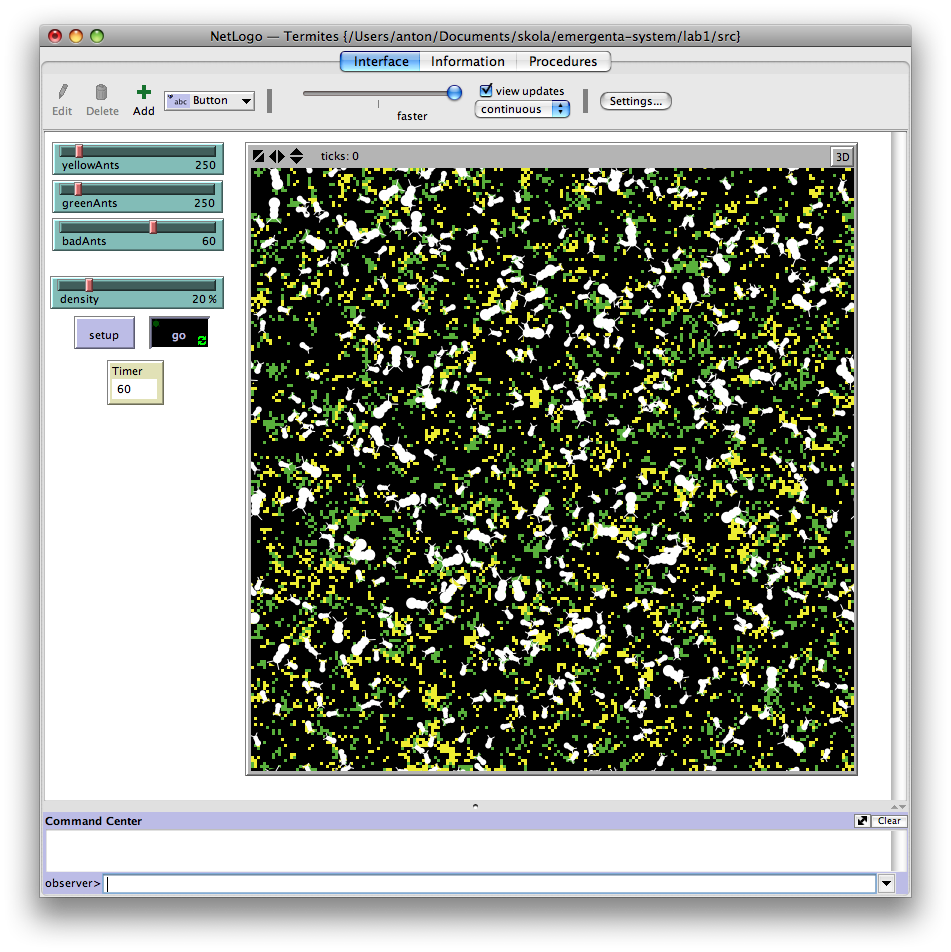 NetLogo — Termites {/Users/anton/Documents/skola/emergenta-system/lab1/src}
Interface Information Procedures
Edit Delete Add abc Button
faster
view updates
continuous
Settings...
yellowAnts 250
greenAnts 250
badAnts 60
density 20 %
setup go
Timer
60
ticks: 0
3D
Command Center
Clear
observer>